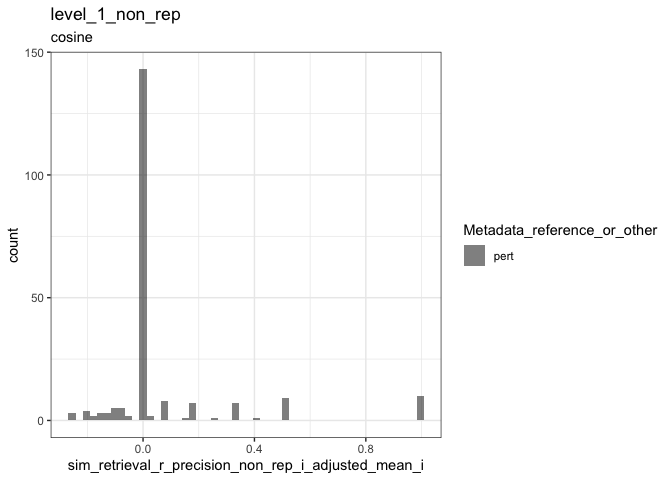 level_1_non_rep
cosine
150
100
50
0
count
0.0
0.4
0.8
sim_retrieval_r_precision_non_rep_i_adjusted_mean_i
Metadata_reference_or_other
pert